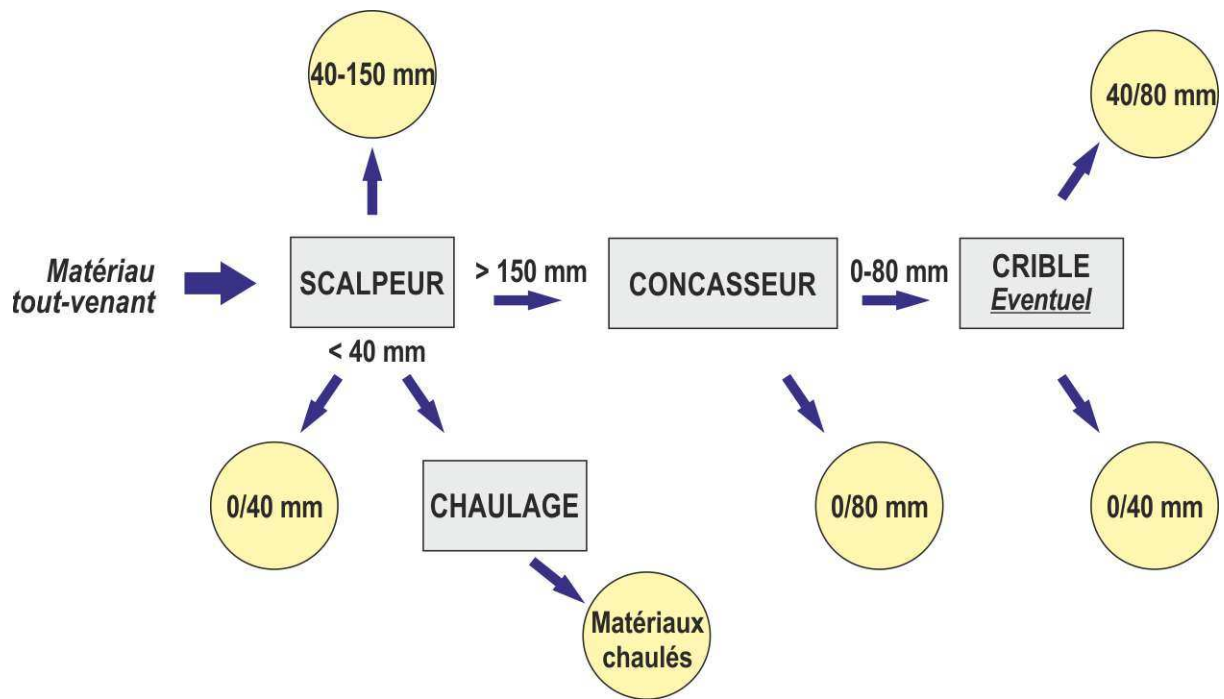 40-150 mm
40/80 mm
Matériau
tout-venant
SCALPEUR
> 150 mm
CONCASSEUR
0-80 mm
CRIBLE
Eventuel
< 40 mm
0/40 mm
CHAULAGE
0/80 mm
0/40 mm
Matériaux
chaulés